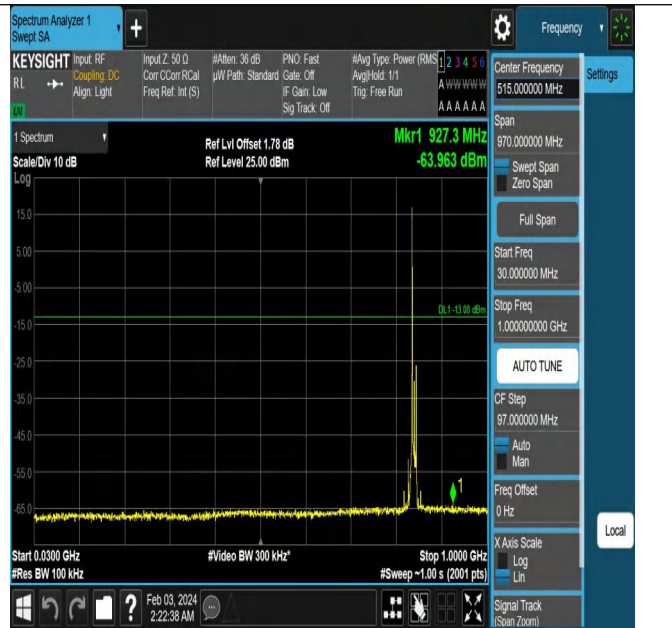 Spectrum Analyzer 1
Swept SA
+
Frequency
KEYSIGHT
RL
LXI
Input: RF
Coupling: DC
Align: Light
Input Z: 50 Ω
Corr CCorr RCal
Freq Ref: Int (S)
#Atten: 36 dB
µW Path: Standard
PNO: Fast
Gate: Off
IF Gain: Low
Sig Track: Off
#Avg Type: Power (RMS
Avg|Hold: 1/1
Trig: Free Run
1 2 3 4 5 6
A W W W W W
A A A A A A
1 Spectrum
Scale/Div 10 dB
Log
Ref Lvl Offset 1.78 dB
Ref Level 25.00 dBm
Mkr1 927.3 MHz
-63.963 dBm
15.0
5.00
-5.00
DL1 -13.00 dBm
-15.0
-25.0
-35.0
-45.0
-55.0
-65.0
1
Start 0.0300 GHz
#Res BW 100 kHz
#Video BW 300 kHz*
Stop 1.0000 GHz
#Sweep ~1.00 s (2001 pts)
Center Frequency
515.000000 MHz
Settings
Span
970.000000 MHz
Swept Span
Zero Span
Full Span
Start Freq
30.000000 MHz
Stop Freq
1.000000000 GHz
AUTO TUNE
CF Step
97.000000 MHz
Auto
Man
Freq Offset
0 Hz
X Axis Scale
Log
Lin
Signal Track
(Span Zoom)
Local
?
Feb 03, 2024
2:22:38 AM